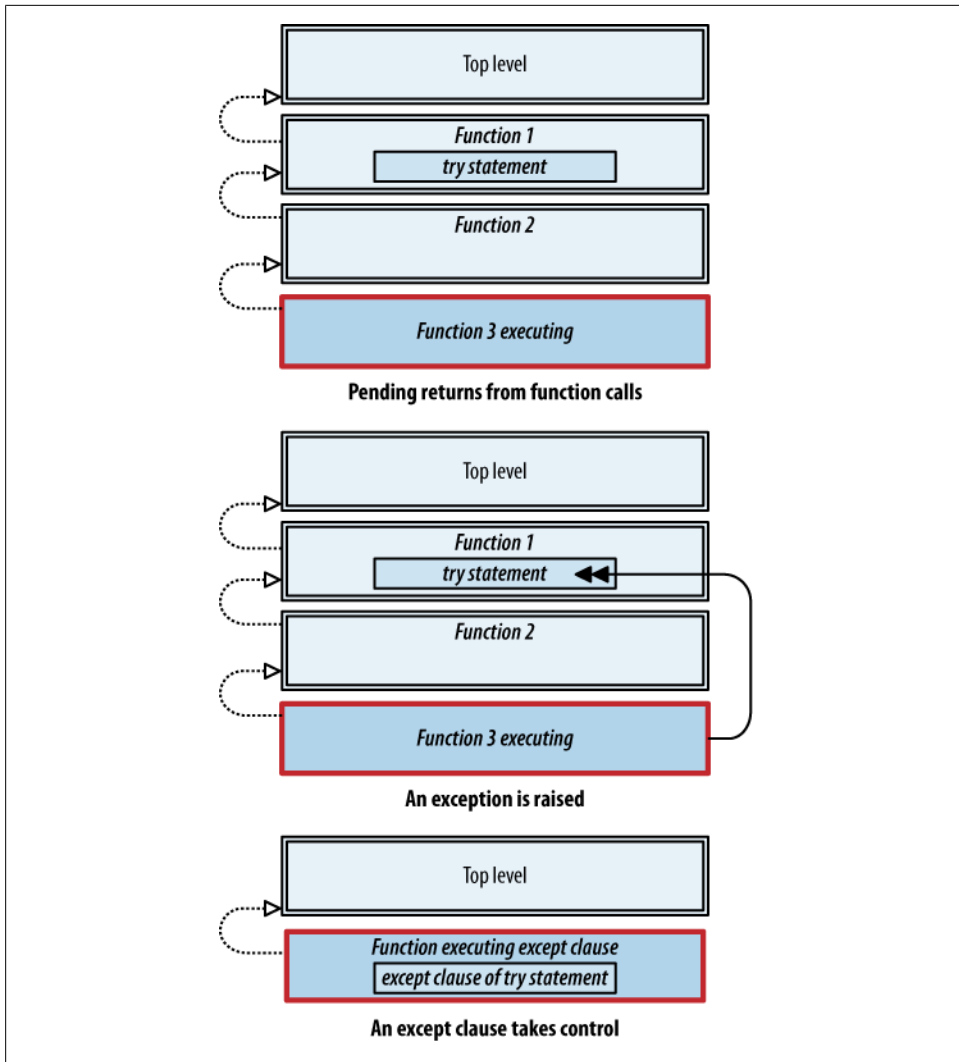 Top level
Function 1
try statement
Function 2
Function 3 executing
Pending returns from function calls
Top level
Function 1
try statement
Function 2
Function 3 executing
An exception is raised
Top level
Function executing except clause
except clause of try statement
An except clause takes control